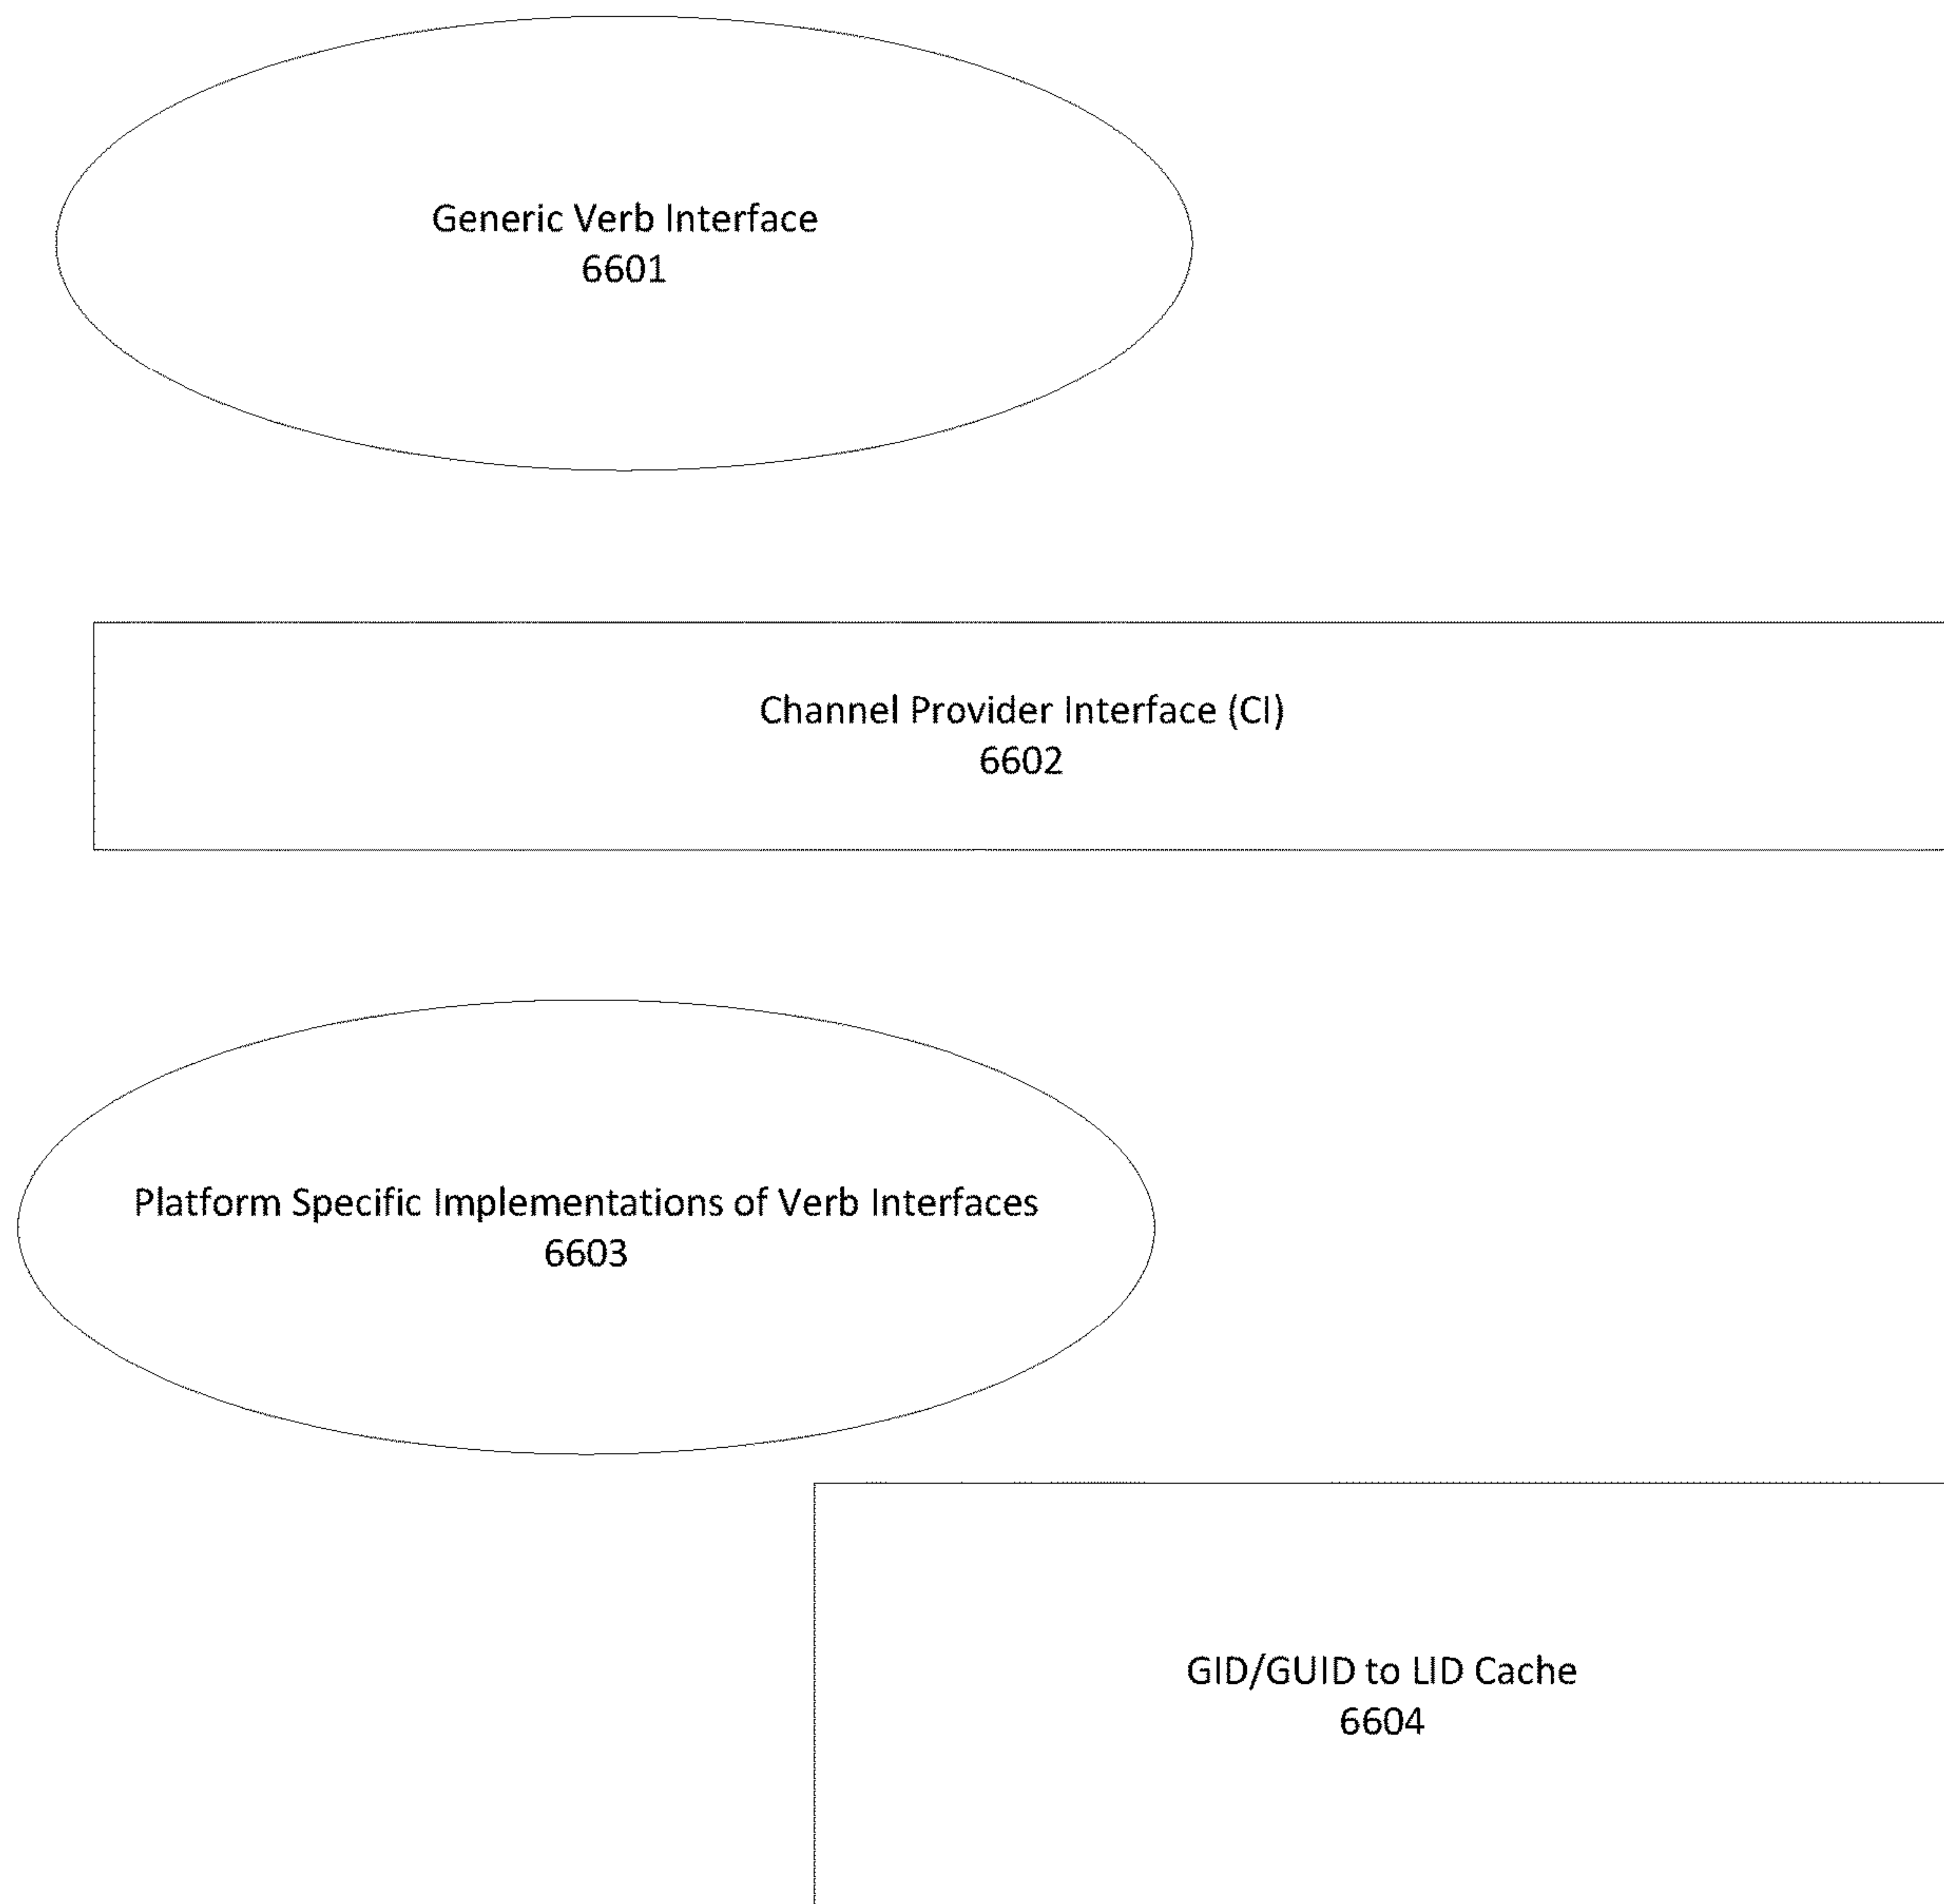 Generic Verb Interface
6601
Channel Provider Interface (CI)
6602
Platform Specific Implementations of Verb Interfaces
6603
GID/GUID to LID Cache
6604